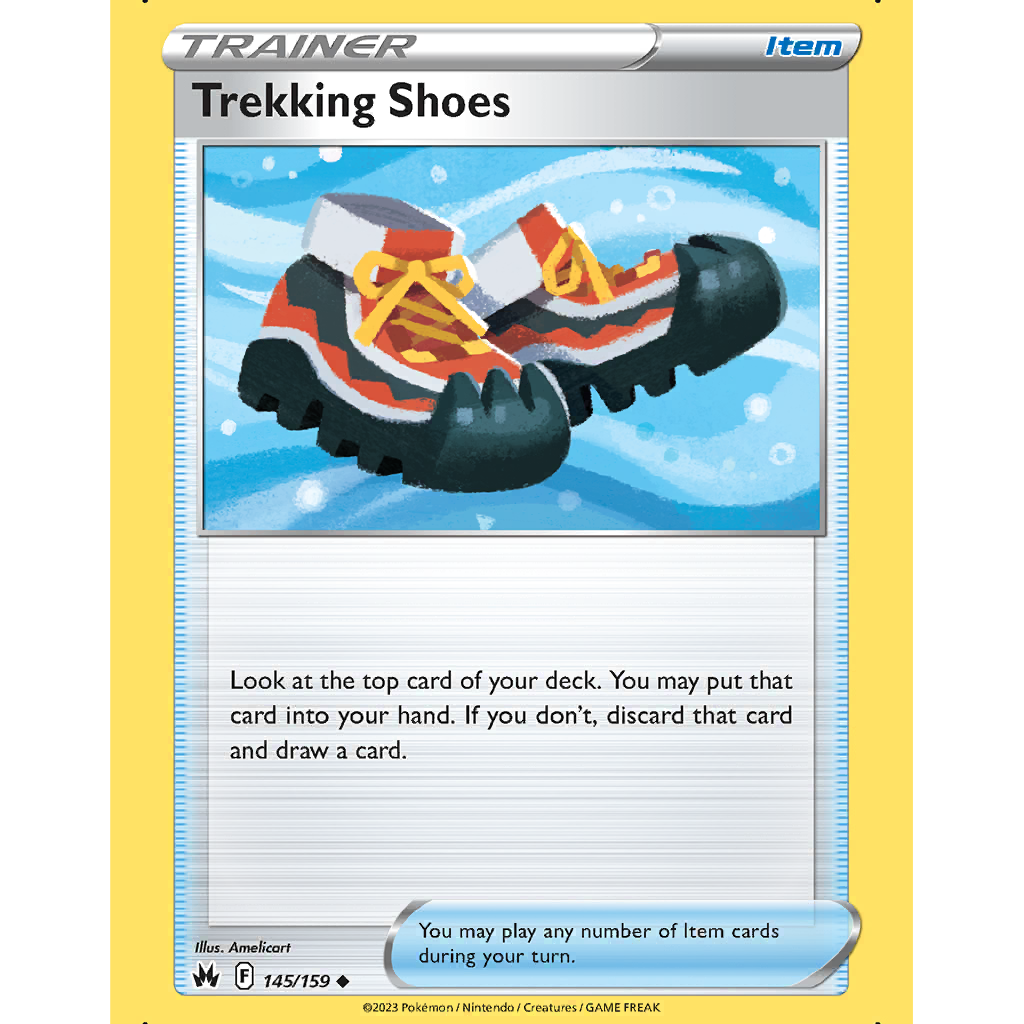 TRAINER
Item
Trekking Shoes
Look at the top card of your deck. You may put that
card into your hand. If you don't, discard that card
and draw a card.
You may play any number of Item cards
during your turn.
Illus. Amelicart
F 145/159
©2023 Pokémon / Nintendo / Creatures / GAME FREAK